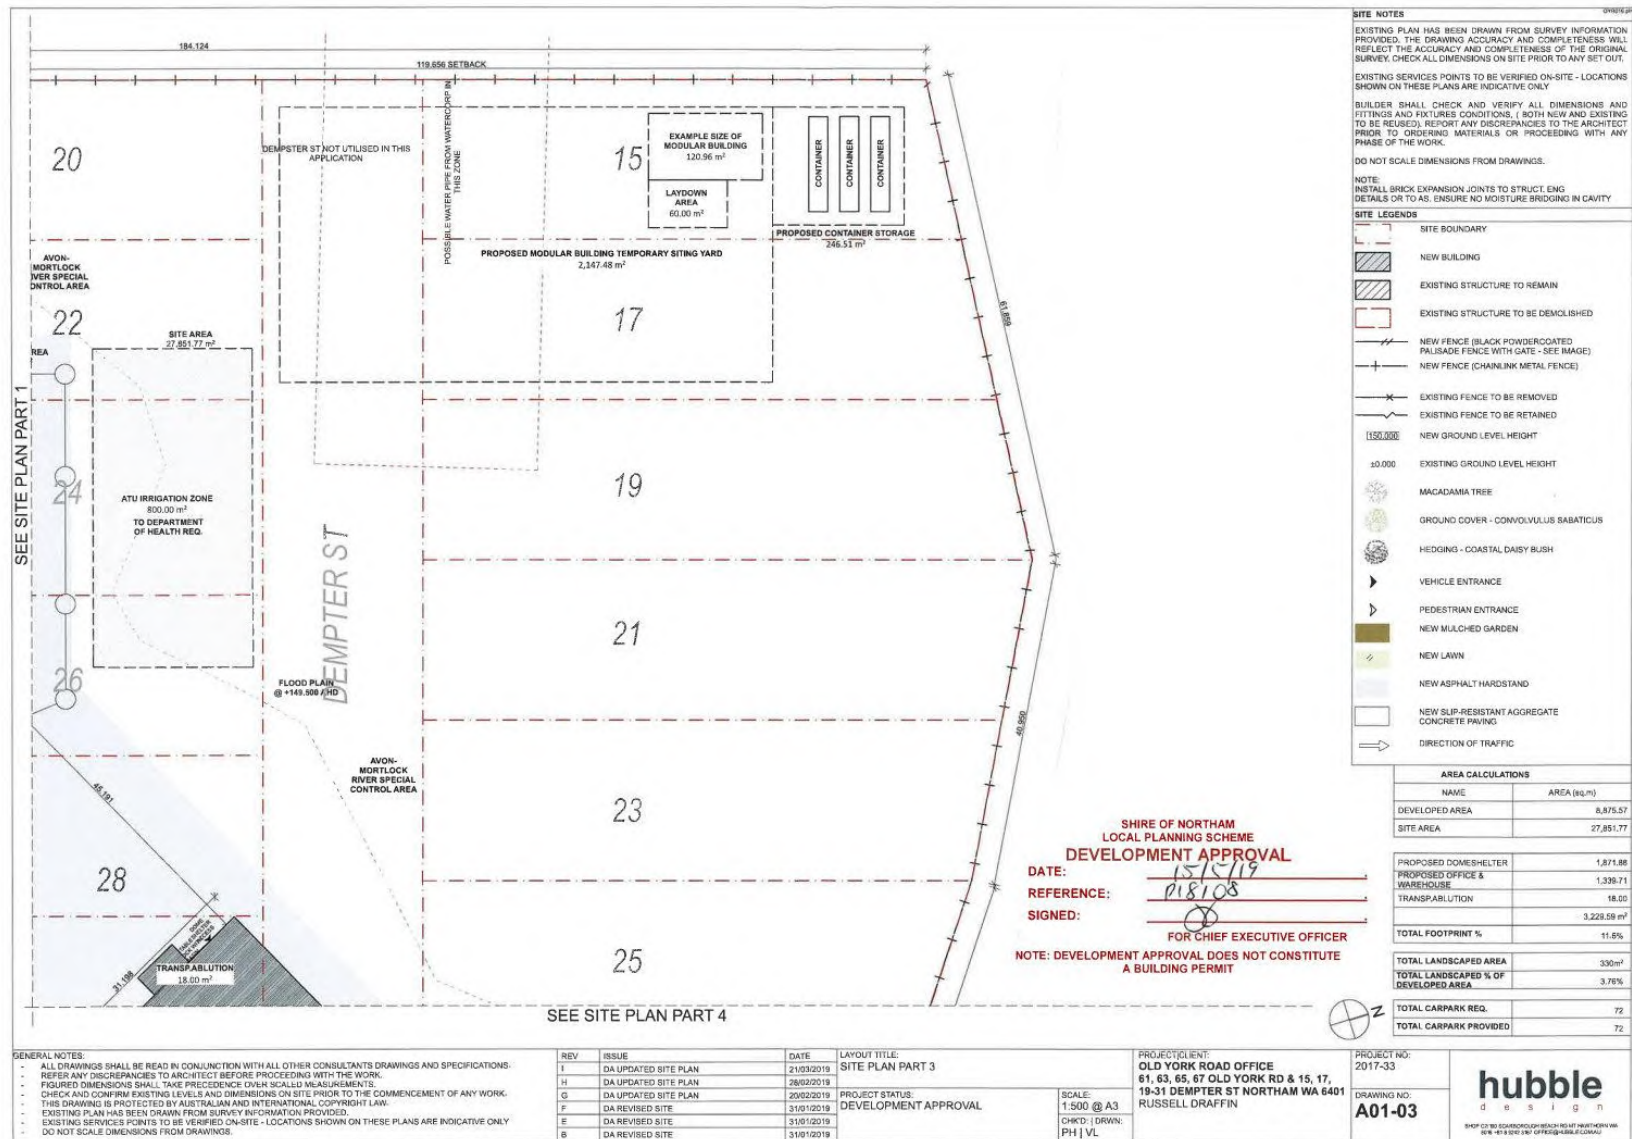 184.124
119.656 SETBACK
20
DEMPSTER ST NOT UTILISED IN THIS
APPLICATION
POSSIBLE WATER PIPE FROM WATERCORP IN
THIS ZONE
15
EXAMPLE SIZE OF
MODULAR BUILDING
120.96 m²
LAYDOWN
AREA
60.00 m²
CONTAINER
CONTAINER
CONTAINER
PROPOSED CONTAINER STORAGE
246.51 m²
PROPOSED MODULAR BUILDING TEMPORARY SITING YARD
2,147.48 m²
AVON-
MORTLOCK
IVER SPECIAL
ONTROL AREA
22
REA
SITE AREA
27,851.77 m²
17
61.859
SEE SITE PLAN PART 1
24
ATU IRRIGATION ZONE
800.00 m²
TO DEPARTMENT
OF HEALTH REQ.
19
DEMPTER ST
21
26
FLOOD PLAIN
@ +149.500 AHD
40.950
AVON-
MORTLOCK
RIVER SPECIAL
CONTROL AREA
23
28
TRANSP.ABLUTION
18.00 m²
31.198
25
SEE SITE PLAN PART 4
SHIRE OF NORTHAM
LOCAL PLANNING SCHEME
DEVELOPMENT APPROVAL
DATE:
REFERENCE: P18108
SIGNED:
FOR CHIEF EXECUTIVE OFFICER
NOTE: DEVELOPMENT APPROVAL DOES NOT CONSTITUTE
A BUILDING PERMIT
Z
SITE NOTES
EXISTING PLAN HAS BEEN DRAWN FROM SURVEY INFORMATION
PROVIDED. THE DRAWING ACCURACY AND COMPLETENESS WILL
REFLECT THE ACCURACY AND COMPLETENESS OF THE ORIGINAL
SURVEY. CHECK ALL DIMENSIONS ON SITE PRIOR TO ANY SET OUT.
EXISTING SERVICES POINTS TO BE VERIFIED ON-SITE - LOCATIONS
SHOWN ON THESE PLANS ARE INDICATIVE ONLY
BUILDER SHALL CHECK AND VERIFY ALL DIMENSIONS AND
FITTINGS AND FIXTURES CONDITIONS, ( BOTH NEW AND EXISTING
TO BE REUSED). REPORT ANY DISCREPANCIES TO THE ARCHITECT
PRIOR TO ORDERING MATERIALS OR PROCEEDING WITH ANY
PHASE OF THE WORK.
DO NOT SCALE DIMENSIONS FROM DRAWINGS.
NOTE:
INSTALL BRICK EXPANSION JOINTS TO STRUCT. ENG
DETAILS OR TO AS. ENSURE NO MOISTURE BRIDGING IN CAVITY
SITE LEGENDS
SITE BOUNDARY
NEW BUILDING
EXISTING STRUCTURE TO REMAIN
EXISTING STRUCTURE TO BE DEMOLISHED
NEW FENCE (BLACK POWDERCOATED
PALISADE FENCE WITH GATE - SEE IMAGE)
NEW FENCE (CHAINLINK METAL FENCE)
EXISTING FENCE TO BE REMOVED
EXISTING FENCE TO BE RETAINED
150.000 NEW GROUND LEVEL HEIGHT
±0.000 EXISTING GROUND LEVEL HEIGHT
MACADAMIA TREE
GROUND COVER - CONVOLVULUS SABATICUS
HEDGING - COASTAL DAISY BUSH
VEHICLE ENTRANCE
PEDESTRIAN ENTRANCE
NEW MULCHED GARDEN
NEW LAWN
NEW ASPHALT HARDSTAND
NEW SLIP-RESISTANT AGGREGATE
CONCRETE PAVING
DIRECTION OF TRAFFIC
AREA CALCULATIONS
NAME AREA (sq.m)
DEVELOPED AREA 8,875.57
SITE AREA 27,851.77
PROPOSED DOMESHELTER 1,871.88
PROPOSED OFFICE &
WAREHOUSE 1,339.71
TRANSP.ABLUTION 18.00
3,229.59 m²
TOTAL FOOTPRINT % 11.6%
TOTAL LANDSCAPED AREA 330m²
TOTAL LANDSCAPED % OF
DEVELOPED AREA 3.76%
TOTAL CARPARK REQ. 72
TOTAL CARPARK PROVIDED 72
GENERAL NOTES:
- ALL DRAWINGS SHALL BE READ IN CONJUNCTION WITH ALL OTHER CONSULTANTS DRAWINGS AND SPECIFICATIONS.
- REFER ANY DISCREPANCIES TO ARCHITECT BEFORE PROCEEDING WITH THE WORK.
- FIGURED DIMENSIONS SHALL TAKE PRECEDENCE OVER SCALED MEASUREMENTS.
- CHECK AND CONFIRM EXISTING LEVELS AND DIMENSIONS ON SITE PRIOR TO THE COMMENCEMENT OF ANY WORK.
- THIS DRAWING IS PROTECTED BY AUSTRALIAN AND INTERNATIONAL COPYRIGHT LAW.
- EXISTING PLAN HAS BEEN DRAWN FROM SURVEY INFORMATION PROVIDED.
- EXISTING SERVICES POINTS TO BE VERIFIED ON-SITE - LOCATIONS SHOWN ON THESE PLANS ARE INDICATIVE ONLY
- DO NOT SCALE DIMENSIONS FROM DRAWINGS.
REV ISSUE DATE
I DA UPDATED SITE PLAN 21/03/2019
H DA UPDATED SITE PLAN 28/02/2019
G DA UPDATED SITE PLAN 20/02/2019
F DA REVISED SITE 31/01/2019
E DA REVISED SITE 31/01/2019
B DA REVISED SITE 31/01/2019
LAYOUT TITLE:
SITE PLAN PART 3
PROJECT STATUS:
DEVELOPMENT APPROVAL
SCALE:
1:500 @ A3
CHK'D: | DRWN:
PH | VL
PROJECT|CLIENT:
OLD YORK ROAD OFFICE
61, 63, 65, 67 OLD YORK RD & 15, 17,
19-31 DEMPTER ST NORTHAM WA 6401
RUSSELL DRAFFIN
PROJECT NO:
2017-33
DRAWING NO:
A01-03
hubble
design